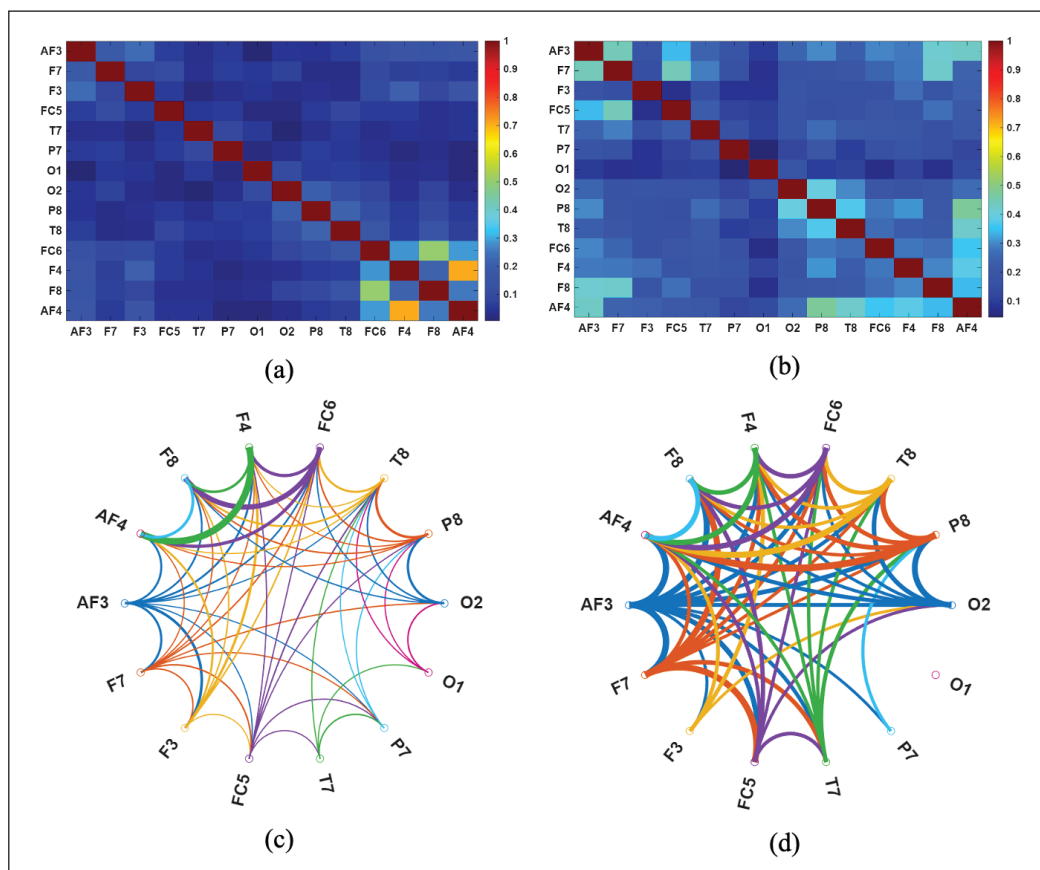 AF3
F7
F3
FC5
T7
P7
O1
O2
P8
T8
FC6
F4
F8
AF4
AF3 F7 F3 FC5 T7 P7 O1 O2 P8 T8 FC6 F4 F8 AF4
1
0.9
0.8
0.7
0.6
0.5
0.4
0.3
0.2
0.1
(a)
AF3
F7
F3
FC5
T7
P7
O1
O2
P8
T8
FC6
F4
F8
AF4
AF3 F7 F3 FC5 T7 P7 O1 O2 P8 T8 FC6 F4 F8 AF4
1
0.9
0.8
0.7
0.6
0.5
0.4
0.3
0.2
0.1
(b)
F4
FC6
F8
T8
AF4
P8
AF3
O2
F7
O1
F3
P7
FC5
T7
(c)
F4
FC6
F8
T8
AF4
P8
AF3
O2
F7
O1
F3
P7
FC5
T7
(d)